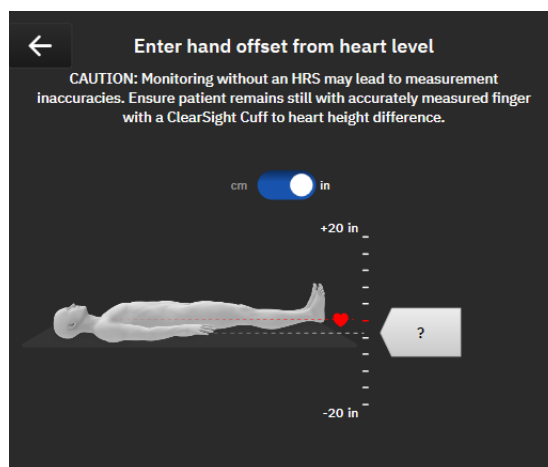 Enter hand offset from heart level
CAUTION: Monitoring without an HRS may lead to measurement
inaccuracies. Ensure patient remains still with accurately measured finger
with a ClearSight Cuff to heart height difference.
cm in
+20 in
?
-20 in